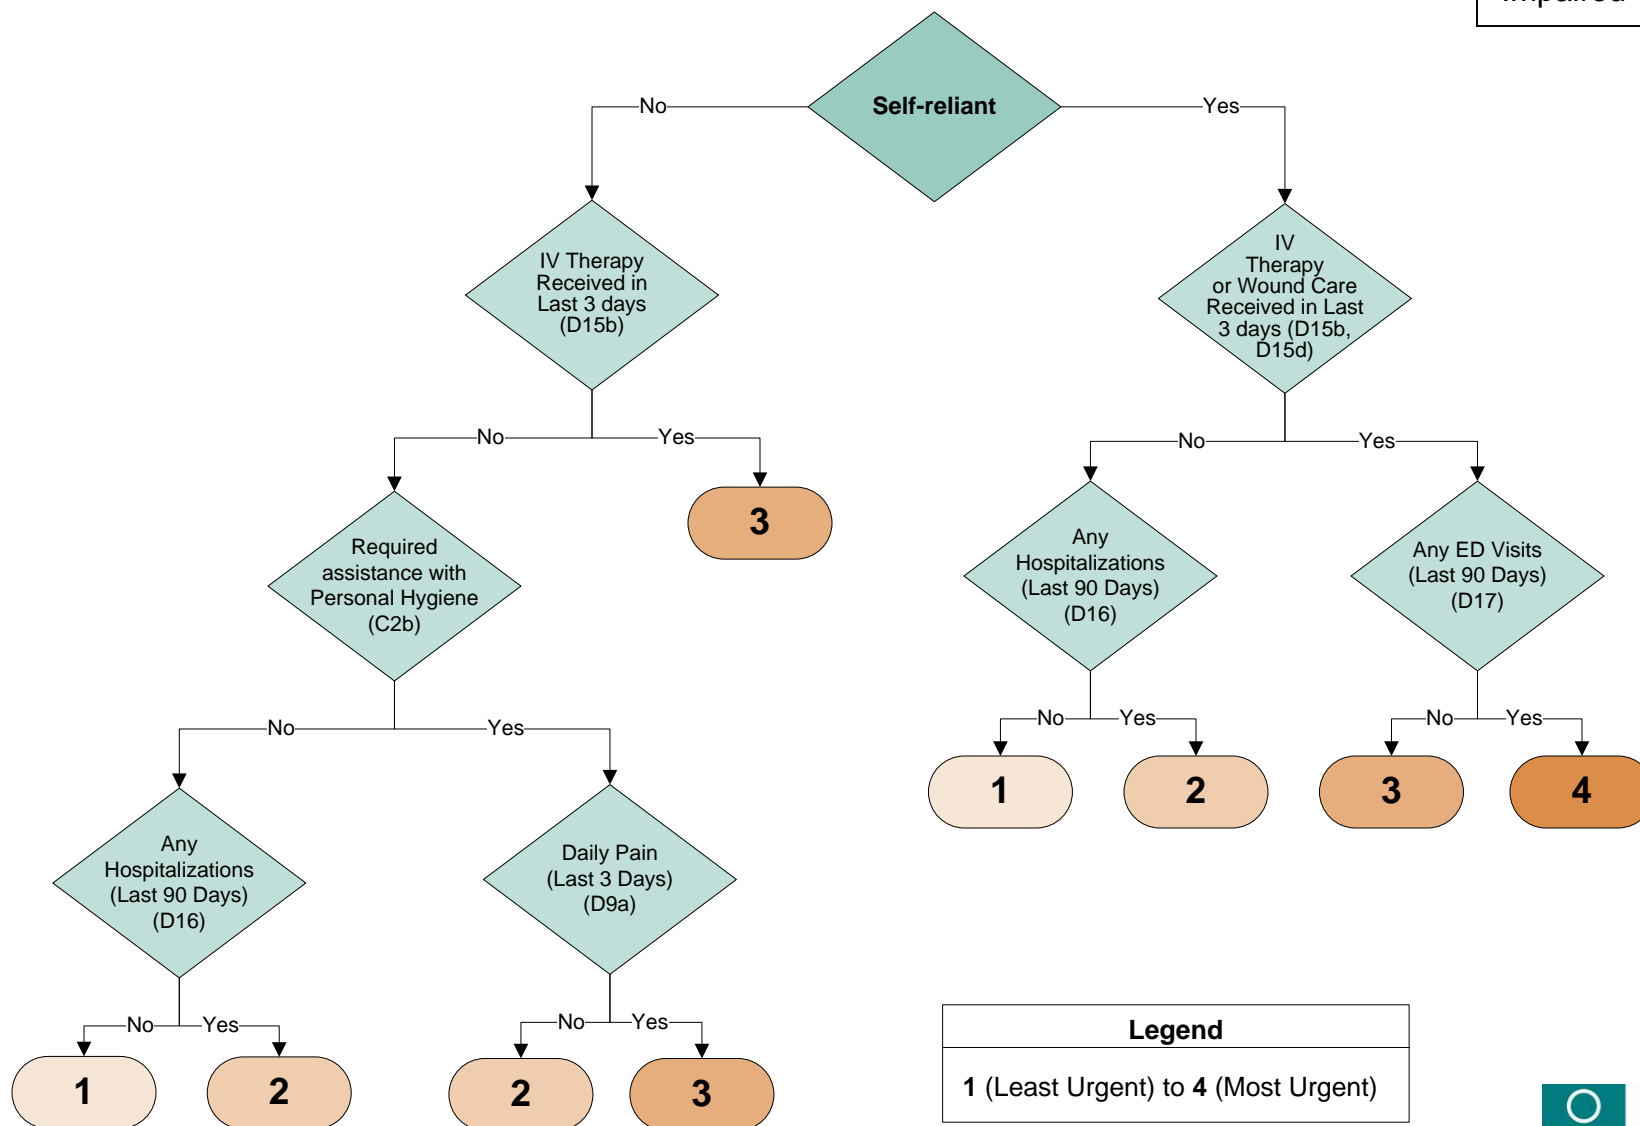 Self-reliant
No
Yes
IV Therapy
Received in
Last 3 days
(D15b)
IV
Therapy
or Wound Care
Received in Last
3 days (D15b,
D15d)
No
Yes
No
Yes
3
Required
assistance with
Personal Hygiene
(C2b)
Any
Hospitalizations
(Last 90 Days)
(D16)
Any ED Visits
(Last 90 Days)
(D17)
No
Yes
No
Yes
No
Yes
1
2
3
4
Any
Hospitalizations
(Last 90 Days)
(D16)
Daily Pain
(Last 3 Days)
(D9a)
No
Yes
No
Yes
1
2
2
3
Legend
1 (Least Urgent) to 4 (Most Urgent)